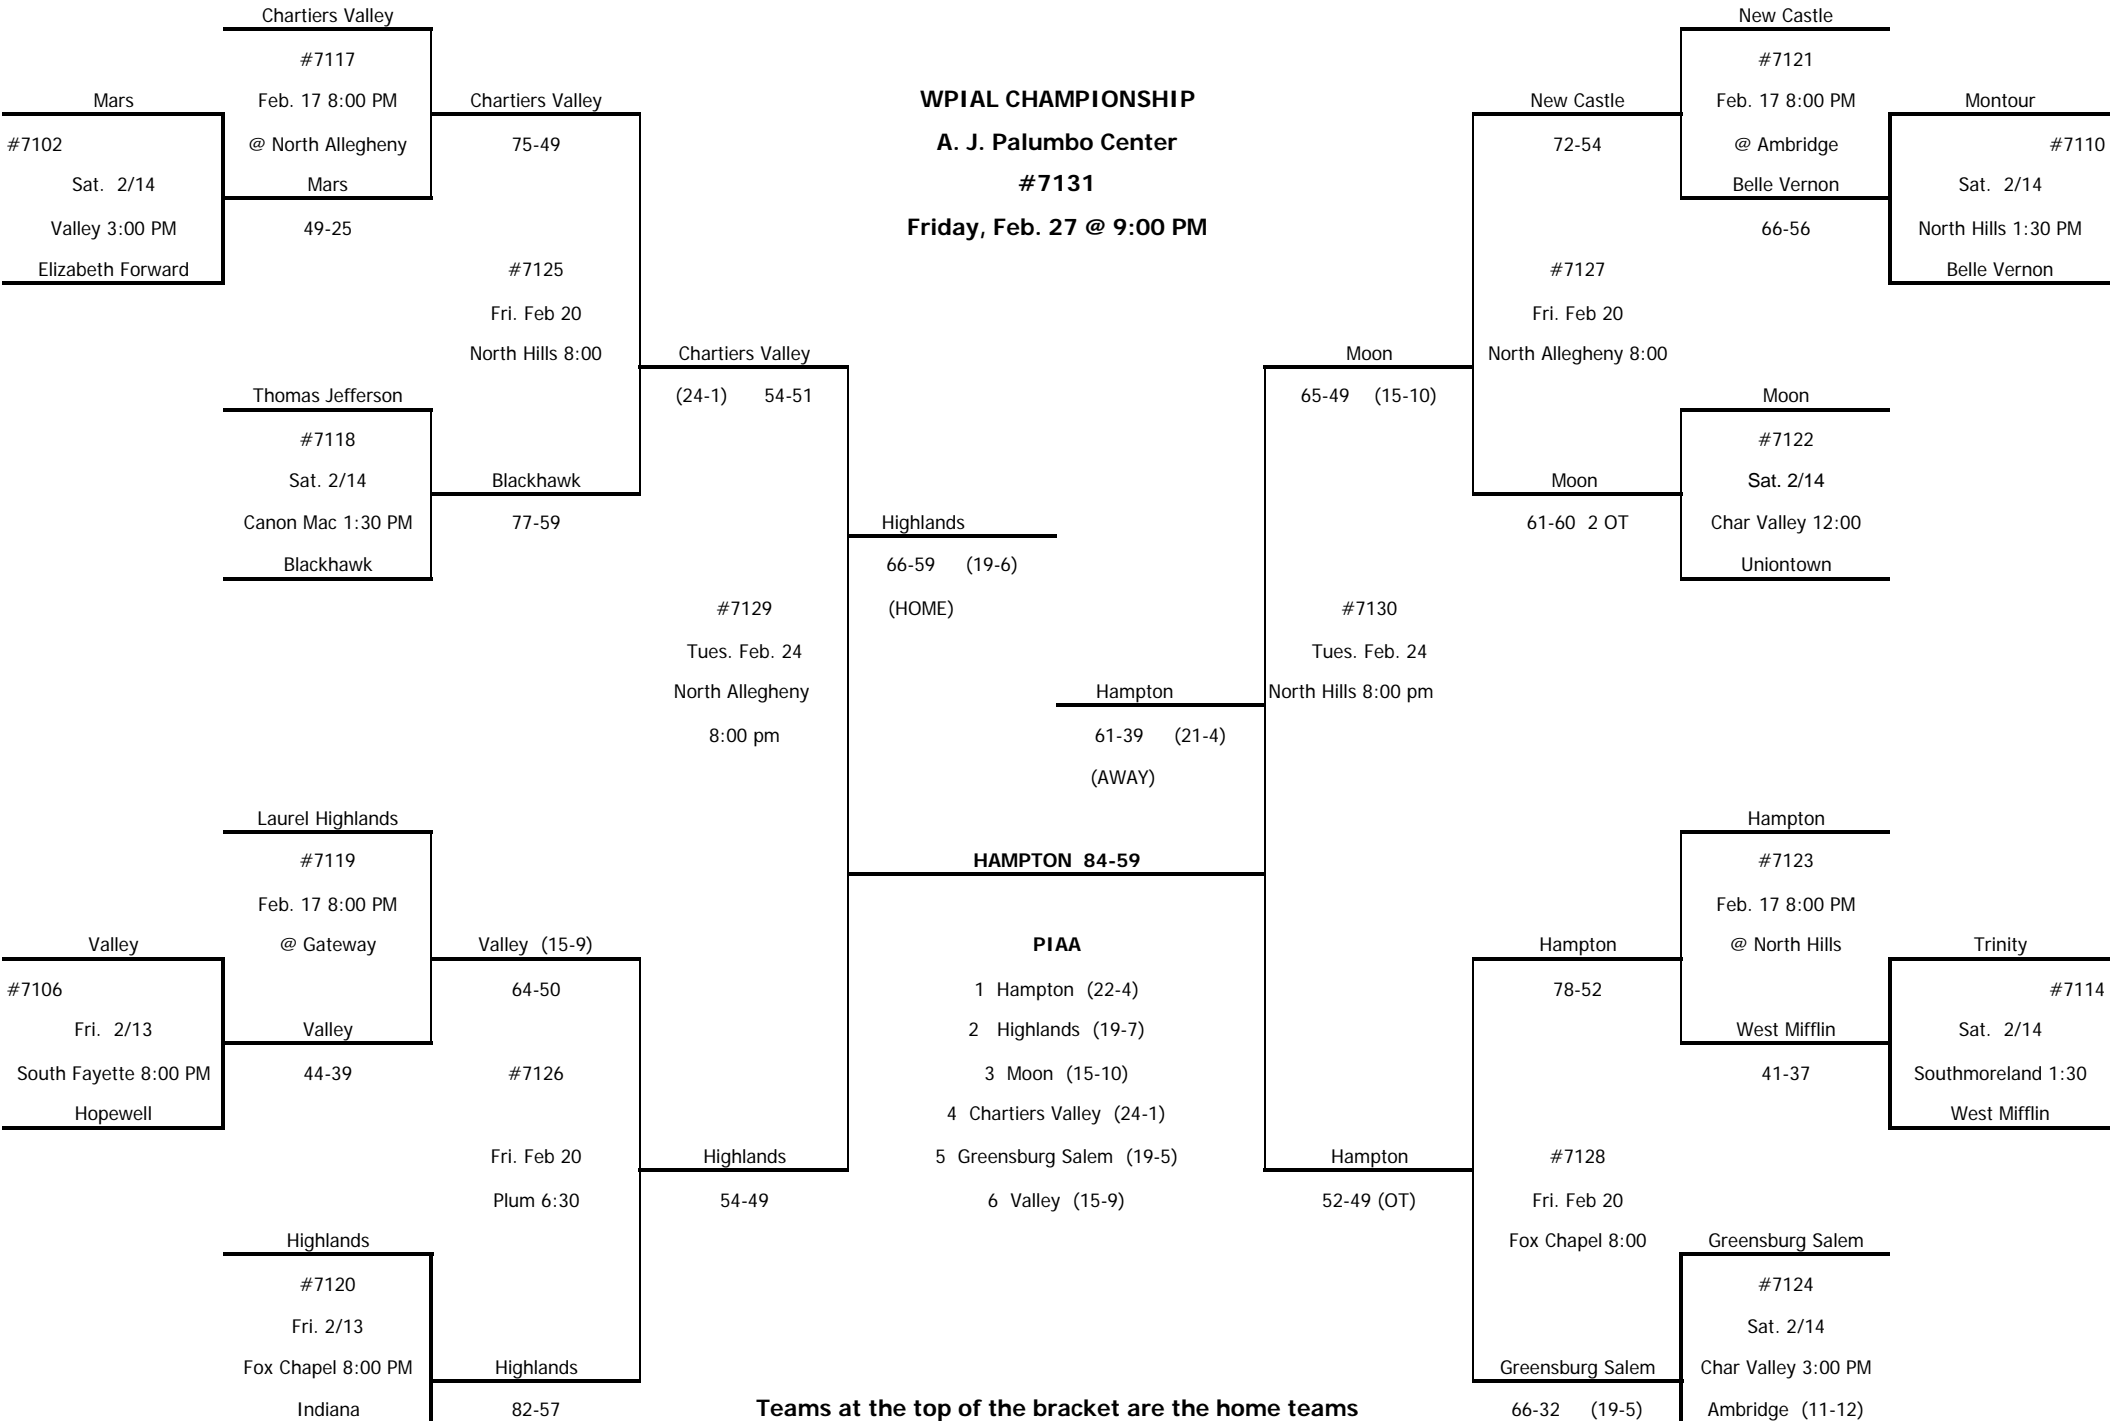 Chartiers Valley
New Castle
#7117
#7121
Mars
Feb. 17 8:00 PM
Chartiers Valley
WPIAL CHAMPIONSHIP
New Castle
Feb. 17 8:00 PM
Montour
#7102
@ North Allegheny
75-49
A. J. Palumbo Center
72-54
@ Ambridge
#7110
Sat. 2/14
Mars
#7131
Belle Vernon
Sat. 2/14
Valley 3:00 PM
49-25
Friday, Feb. 27 @ 9:00 PM
66-56
North Hills 1:30 PM
Elizabeth Forward
#7125
#7127
Belle Vernon
Fri. Feb 20
Fri. Feb 20
North Hills 8:00
Chartiers Valley
Moon
North Allegheny 8:00
Thomas Jefferson
(24-1) 54-51
65-49 (15-10)
Moon
#7118
#7122
Sat. 2/14
Blackhawk
Moon
Sat. 2/14
Canon Mac 1:30 PM
77-59
Highlands
61-60 2 OT
Char Valley 12:00
Blackhawk
66-59 (19-6)
Uniontown
#7129
(HOME)
#7130
Tues. Feb. 24
Tues. Feb. 24
North Allegheny
Hampton
North Hills 8:00 pm
8:00 pm
61-39 (21-4)
(AWAY)
Laurel Highlands
Hampton
#7119
HAMPTON 84-59
#7123
Feb. 17 8:00 PM
Feb. 17 8:00 PM
Valley
@ Gateway
Valley (15-9)
PIAA
Hampton
@ North Hills
Trinity
#7106
64-50
1 Hampton (22-4)
78-52
#7114
Fri. 2/13
Valley
2 Highlands (19-7)
West Mifflin
Sat. 2/14
South Fayette 8:00 PM
44-39
#7126
3 Moon (15-10)
41-37
Southmoreland 1:30
Hopewell
4 Chartiers Valley (24-1)
West Mifflin
Fri. Feb 20
Highlands
5 Greensburg Salem (19-5)
Hampton
#7128
Plum 6:30
54-49
6 Valley (15-9)
52-49 (OT)
Fri. Feb 20
Highlands
Fox Chapel 8:00
Greensburg Salem
#7120
#7124
Fri. 2/13
Sat. 2/14
Fox Chapel 8:00 PM
Highlands
Greensburg Salem
Char Valley 3:00 PM
Indiana
82-57
Teams at the top of the bracket are the home teams
66-32 (19-5)
Ambridge (11-12)